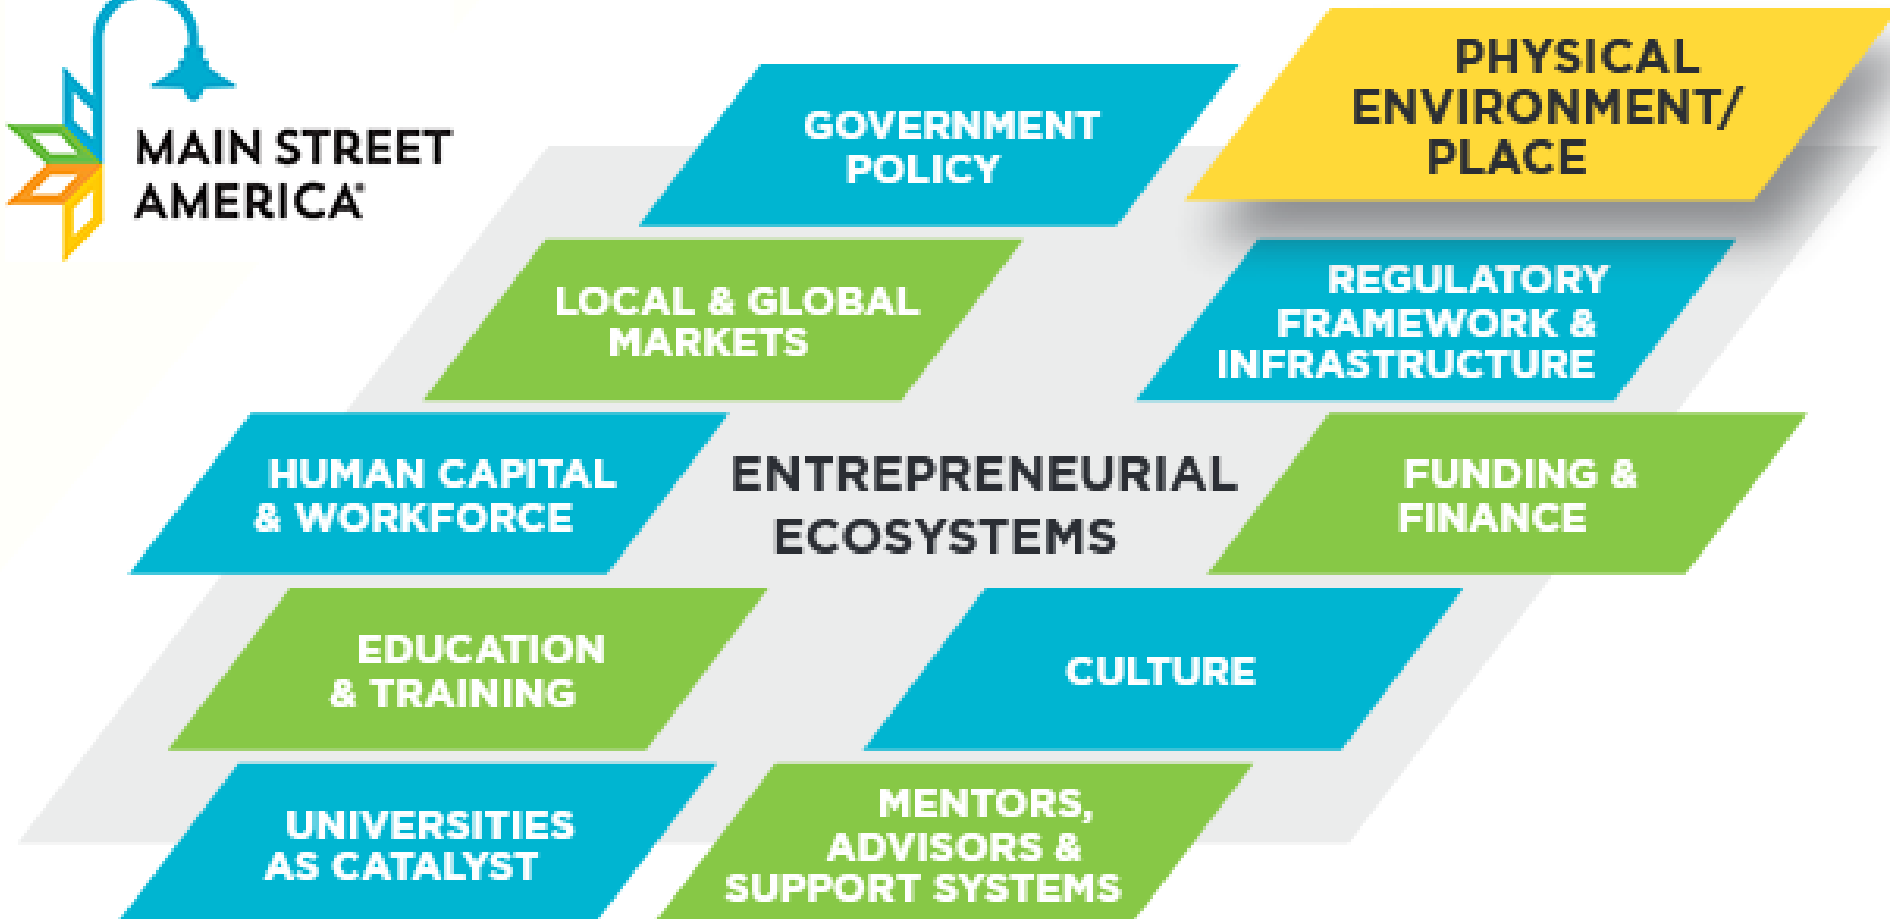 MAIN STREET
AMERICA®
GOVERNMENT
POLICY
PHYSICAL
ENVIRONMENT/
PLACE
LOCAL & GLOBAL
MARKETS
REGULATORY
FRAMEWORK &
INFRASTRUCTURE
HUMAN CAPITAL
& WORKFORCE
ENTREPRENEURIAL
ECOSYSTEMS
FUNDING &
FINANCE
EDUCATION
& TRAINING
CULTURE
UNIVERSITIES
AS CATALYST
MENTORS,
ADVISORS &
SUPPORT SYSTEMS